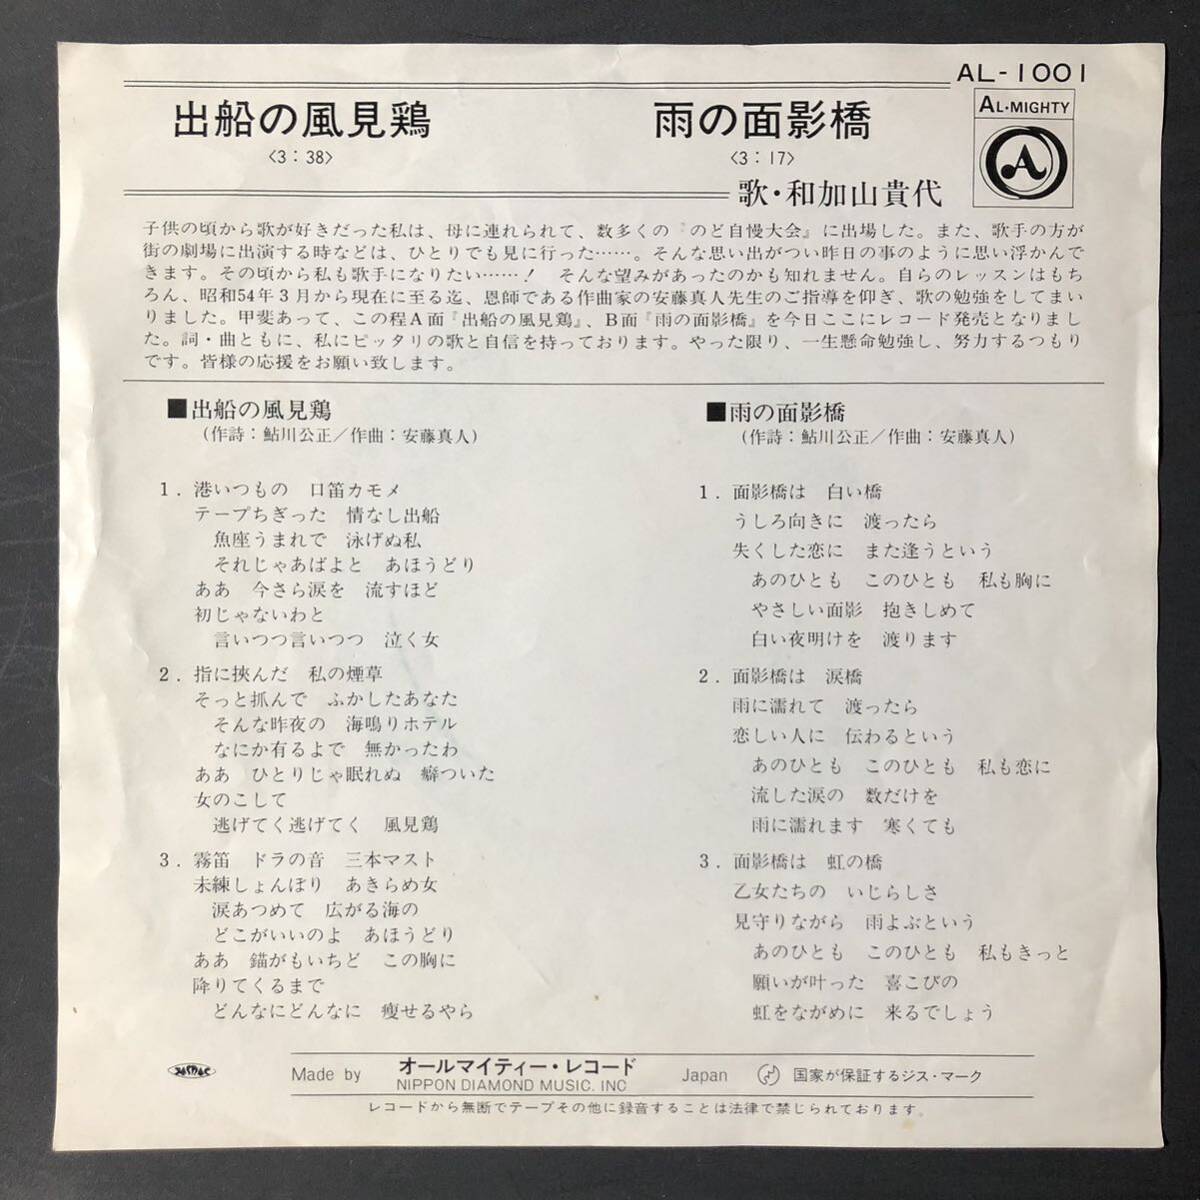 AL-1001
AL·MIGHTY
A
出船の風見鶏
〈3：38〉
雨の面影橋
〈3：17〉
歌・和加山貴代
子供の頃から歌が好きだった私は、母に連れられて、数多くの『のど自慢大会』に出場した。また、歌手の方が
街の劇場に出演する時などは、ひとりでも見に行った……。そんな思い出がつい昨日の事のように思い浮かんで
きます。その頃から私も歌手になりたい……！　そんな望みがあったのかも知れません。自らのレッスンはもち
ろん、昭和54年3月から現在に至る迄、恩師である作曲家の安藤真人先生のご指導を仰ぎ、歌の勉強をしてまい
りました。甲斐あって、この程A面『出船の風見鶏』、B面『雨の面影橋』を今日ここにレコード発売となりまし
た。詞・曲ともに、私にピッタリの歌と自信を持っております。やった限り、一生懸命勉強し、努力するつもり
です。皆様の応援をお願い致します。
■出船の風見鶏
（作詩：鮎川公正／作曲：安藤真人）
1．港いつもの　口笛カモメ
テープちぎった　情なし出船
魚座うまれで　泳げぬ私
それじゃあばよと　あほうどり
ああ　今さら涙を　流すほど
初じゃないわと
言いつつ言いつつ　泣く女
2．指に挾んだ　私の煙草
そっと抓んで　ふかしたあなた
そんな昨夜の　海鳴りホテル
なにか有るよで　無かったわ
ああ　ひとりじゃ眠れぬ　癖ついた
女のこして
逃げてく逃げてく　風見鶏
3．霧笛　ドラの音　三本マスト
未練しょんぼり　あきらめ女
涙あつめて　広がる海の
どこがいいのよ　あほうどり
ああ　錨がもいちど　この胸に
降りてくるまで
どんなにどんなに　痩せるやら
■雨の面影橋
（作詩：鮎川公正／作曲：安藤真人）
1．面影橋は　白い橋
うしろ向きに　渡ったら
失くした恋に　また逢うという
あのひとも　このひとも　私も胸に
やさしい面影　抱きしめて
白い夜明けを　渡ります
2．面影橋は　涙橋
雨に濡れて　渡ったら
恋しい人に　伝わるという
あのひとも　このひとも　私も恋に
流した涙の　数だけを
雨に濡れます　寒くても
3．面影橋は　虹の橋
乙女たちの　いじらしさ
見守りながら　雨よぶという
あのひとも　このひとも　私もきっと
願いが叶った　喜こびの
虹をながめに　来るでしょう
JASRAC
Made by オールマイティー・レコード
NIPPON DIAMOND MUSIC. INC
Japan
国家が保証するジス・マーク
レコードから無断でテープその他に録音することは法律で禁じられております。